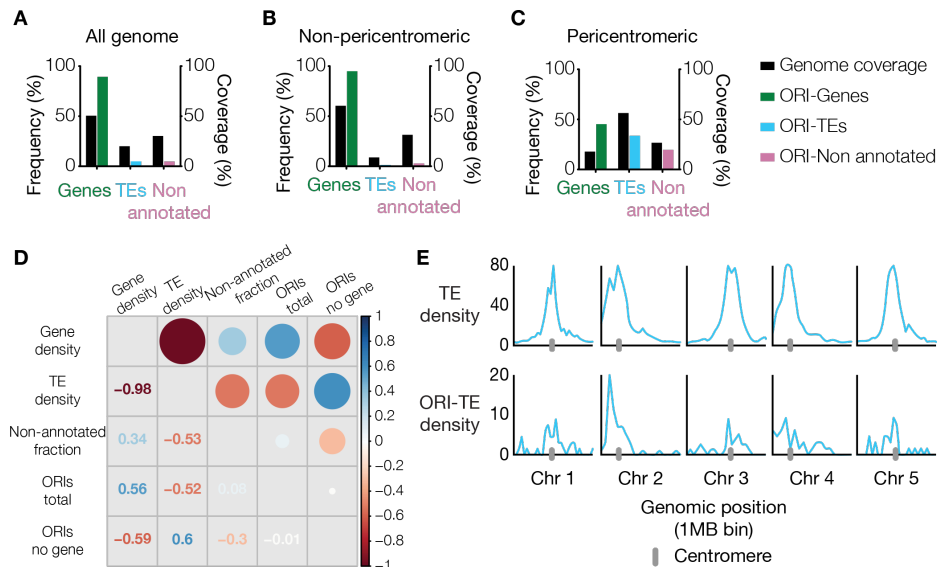 A
All genome
Frequency (%)
100
50
0
100
50
0
Coverage (%)
Genes TEs Non
annotated
B
Non-pericentromeric
Frequency (%)
100
50
0
100
50
0
Coverage (%)
Genes TEs Non
annotated
C
Pericentromeric
Frequency (%)
100
50
0
100
50
0
Coverage (%)
Genes TEs Non
annotated
Genome coverage
ORI-Genes
ORI-TEs
ORI-Non annotated
D
Gene
density
TE
density
Non-annotated
fraction
ORIs
total
ORIs
no gene
Gene
density
TE
density
−0.98
Non-annotated
fraction
0.34
−0.53
ORIs
total
0.56
−0.52
0.08
ORIs
no gene
−0.59
0.6
−0.3
−0.01
1
0.8
0.6
0.4
0.2
0
−0.2
−0.4
−0.6
−0.8
−1
E
TE
density
80
40
0
ORI-TE
density
20
10
0
Chr 1
Chr 2
Chr 3
Chr 4
Chr 5
Genomic position
(1MB bin)
Centromere